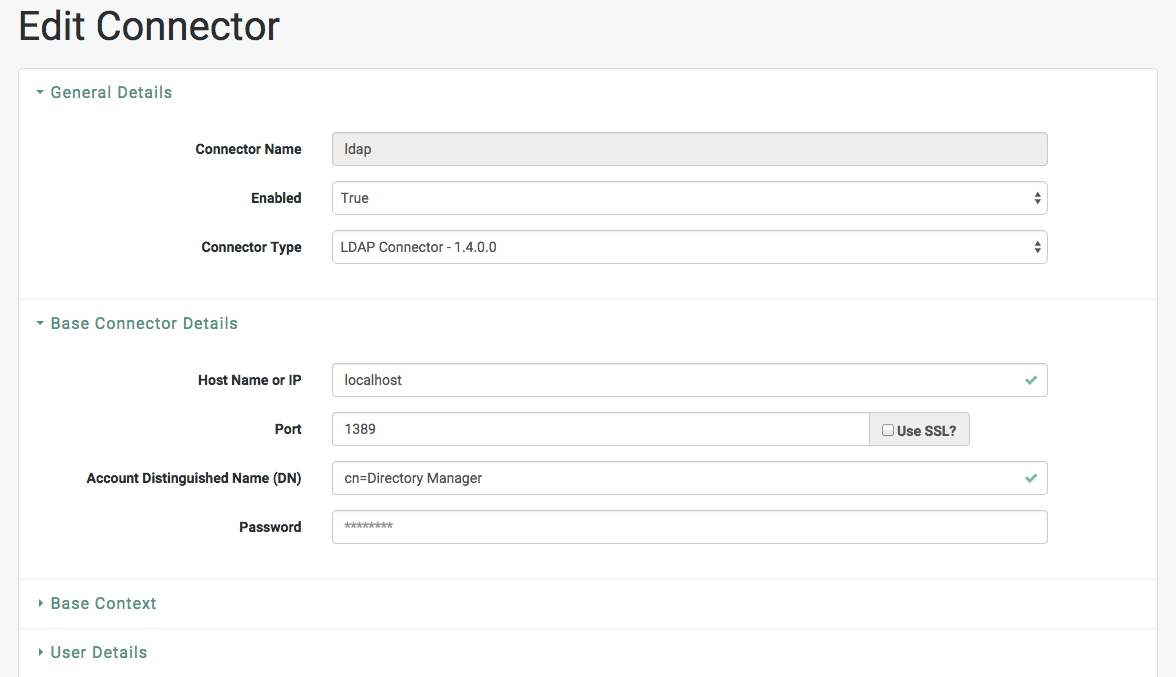 Edit Connector
General Details
Connector Name ldap
Enabled True
Connector Type LDAP Connector - 1.4.0.0
Base Connector Details
Host Name or IP localhost
Port 1389 Use SSL?
Account Distinguished Name (DN) cn=Directory Manager
Password ********
Base Context
User Details